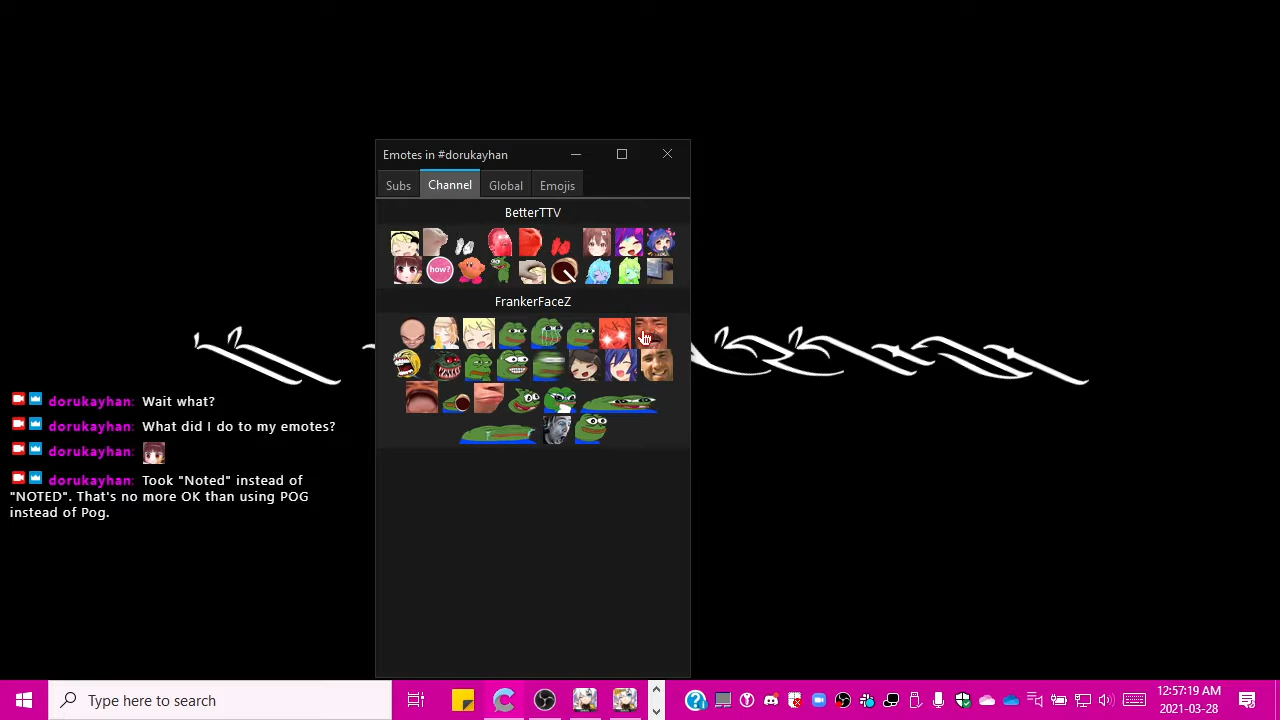 Emotes in #dorukayhan
Subs
Channel
Global
Emojis
BetterTTV
how?
FrankerFaceZ
dorukayhan: Wait what?
dorukayhan: What did I do to my emotes?
dorukayhan:
dorukayhan: Took "Noted" instead of
"NOTED". That's no more OK than using POG
instead of Pog.
Type here to search
12:57:19 AM
2021-03-28